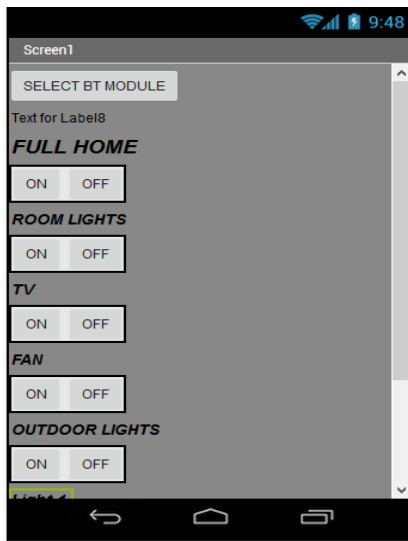 9:48
Screen1
SELECT BT MODULE
Text for Label8
FULL HOME
ON OFF
ROOM LIGHTS
ON OFF
TV
ON OFF
FAN
ON OFF
OUTDOOR LIGHTS
ON OFF